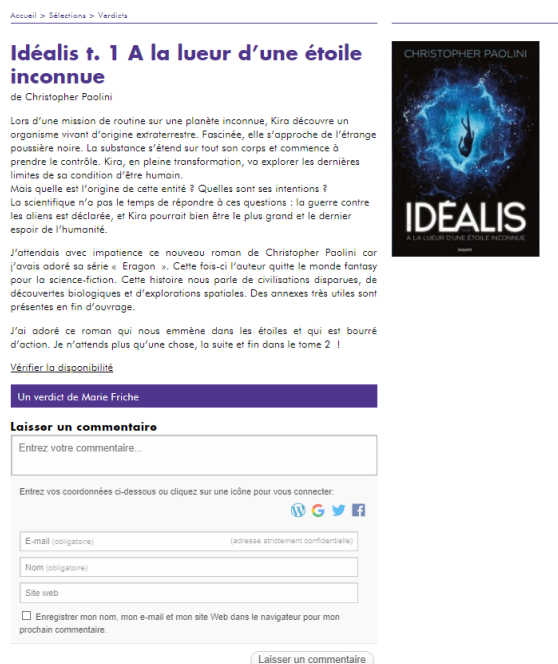 Accueil > Sélections > Verdicts
Idéalis t. 1 A la lueur d'une étoile
inconnue
de Christopher Paolini
Lors d'une mission de routine sur une planète inconnue, Kira découvre un
organisme vivant d'origine extraterrestre. Fascinée, elle s'approche de l'étrange
poussière noire. La substance s'étend sur tout son corps et commence à
prendre le contrôle. Kira, en pleine transformation, va explorer les dernières
limites de sa condition d'être humain.
Mais quelle est l'origine de cette entité ? Quelles sont ses intentions ?
La scientifique n'a pas le temps de répondre à ces questions : la guerre contre
les aliens est déclarée, et Kira pourrait bien être le plus grand et le dernier
espoir de l'humanité.
J'attendais avec impatience ce nouveau roman de Christopher Paolini car
j'avais adoré sa série « Eragon ». Cette fois-ci l'auteur quitte le monde fantasy
pour la science-fiction. Cette histoire nous parle de civilisations disparues, de
découvertes biologiques et d'explorations spatiales. Des annexes très utiles sont
présentes en fin d'ouvrage.
J'ai adoré ce roman qui nous emmène dans les étoiles et qui est bourré
d'action. Je n'attends plus qu'une chose, la suite et fin dans le tome 2 !
Vérifier la disponibilité
Un verdict de Marie Friche
Laisser un commentaire
Entrez votre commentaire...
Entrez vos coordonnées ci-dessous ou cliquez sur une icône pour vous connecter:
E-mail (obligatoire) (adresse strictement confidentielle)
Nom (obligatoire)
Site web
Enregistrer mon nom, mon e-mail et mon site Web dans le navigateur pour mon
prochain commentaire.
Laisser un commentaire
CHRISTOPHER PAOLINI
IDÉALIS
A LA LUEUR D'UNE ÉTOILE INCONNUE
bayard